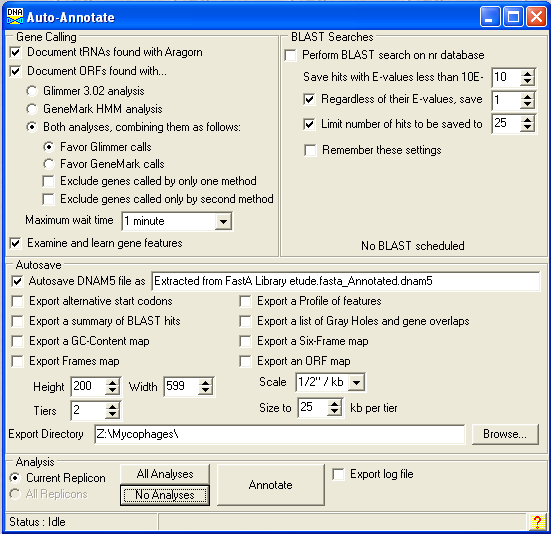 DNA Auto-Annotate
Gene Calling
Document tRNAs found with Aragorn
Document ORFs found with...
Glimmer 3.02 analysis
GeneMark HMM analysis
Both analyses, combining them as follows:
Favor Glimmer calls
Favor GeneMark calls
Exclude genes called by only one method
Exclude genes called only by second method
Maximum wait time 1 minute
Examine and learn gene features
BLAST Searches
Perform BLAST search on nr database
Save hits with E-values less than 10E- 10
Regardless of their E-values, save 1
Limit number of hits to be saved to 25
Remember these settings
No BLAST scheduled
Autosave
Autosave DNAM5 file as Extracted from FastA Library etude.fasta_Annotated.dnam5
Export alternative start codons
Export a Profile of features
Export a summary of BLAST hits
Export a list of Gray Holes and gene overlaps
Export a GC-Content map
Export a Six-Frame map
Export Frames map
Export an ORF map
Height 200 Width 599
Scale 1/2" / kb
Tiers 2
Size to 25 kb per tier
Export Directory Z:\Mycophages\ Browse...
Analysis
Current Replicon
All Replicons
All Analyses
No Analyses
Annotate
Export log file
Status : Idle
?